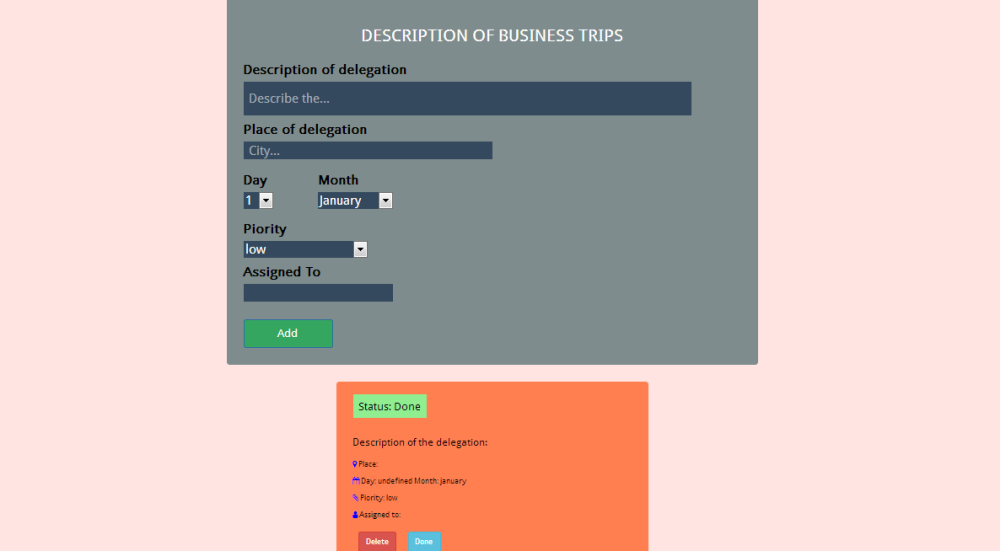 DESCRIPTION OF BUSINESS TRIPS
Description of delegation
Describe the...
Place of delegation
City...
Day Month
1 January
Piority
low
Assigned To
Add
Status: Done
Description of the delegation:
Place:
Day: undefined Month: january
Piority: low
Assigned to:
Delete Done